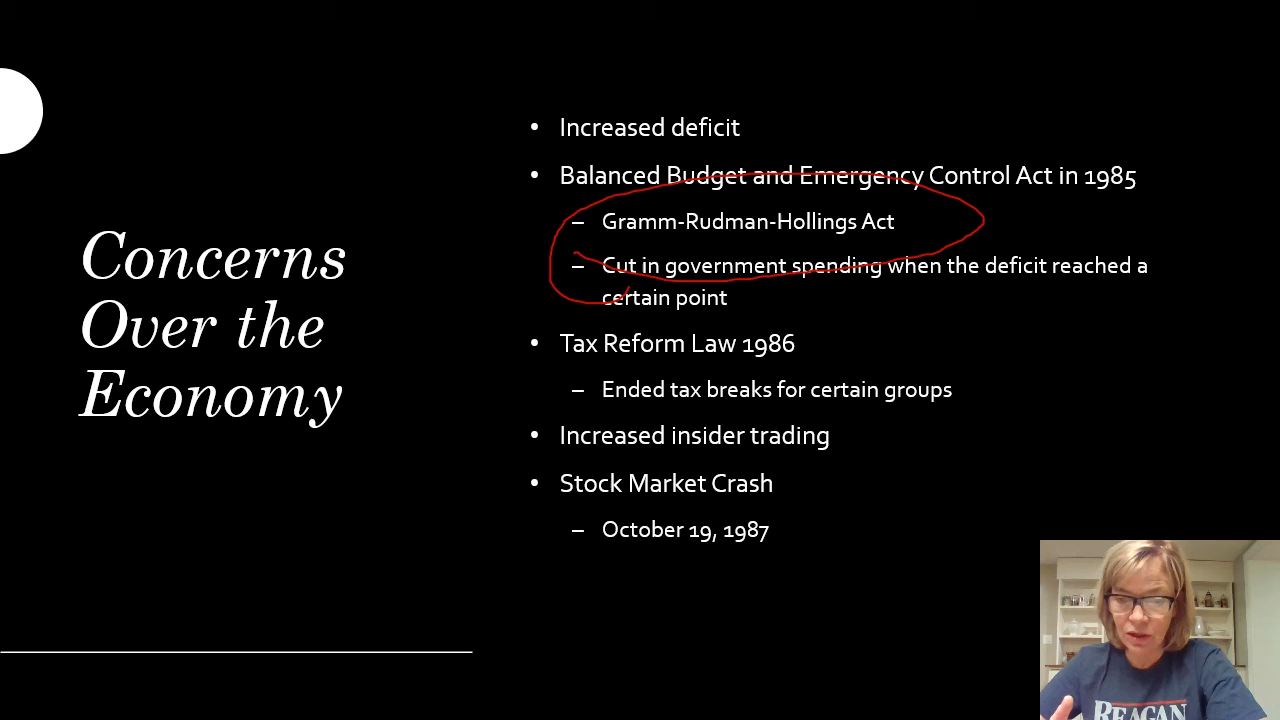 Concerns
Over the
Economy
• Increased deficit
• Balanced Budget and Emergency Control Act in 1985
– Gramm-Rudman-Hollings Act
– Cut in government spending when the deficit reached a
certain point
• Tax Reform Law 1986
– Ended tax breaks for certain groups
• Increased insider trading
• Stock Market Crash
– October 19, 1987
REAGAN